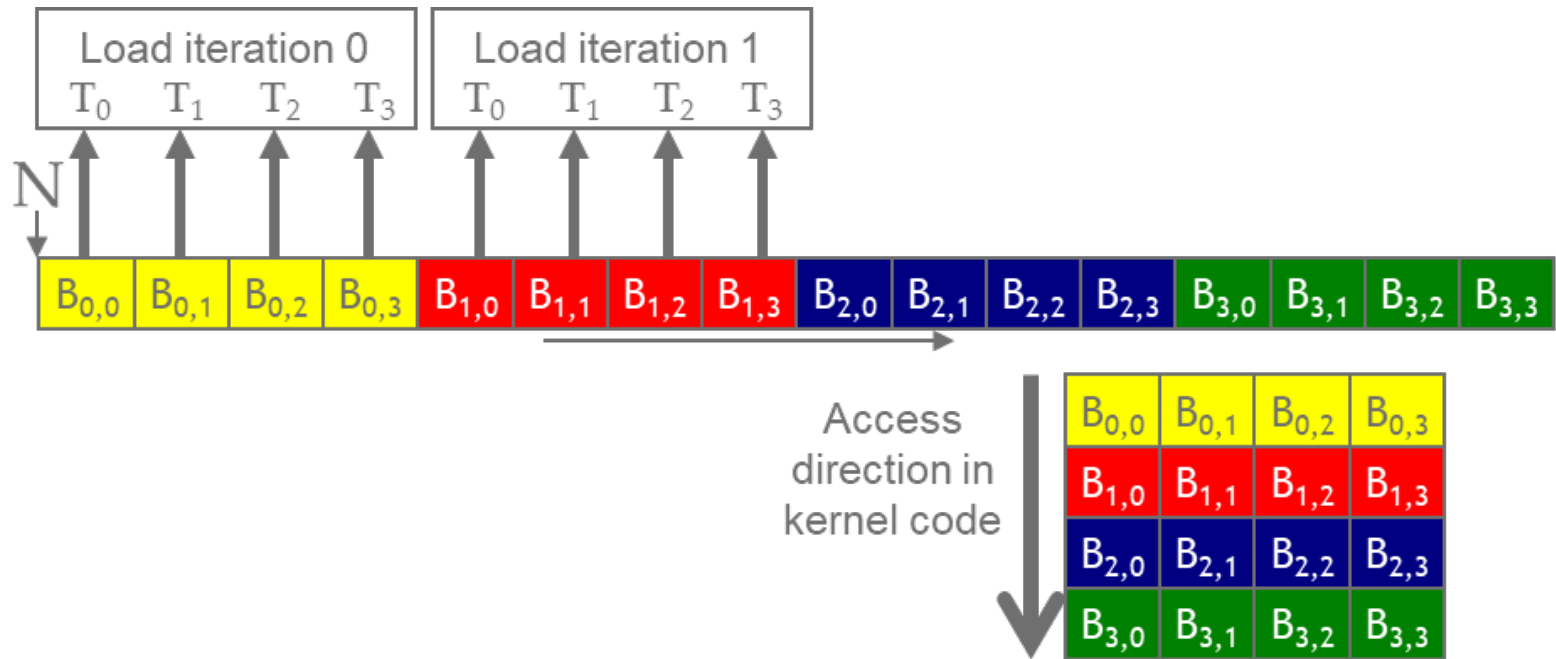 Load iteration 0
T0 T1 T2 T3
Load iteration 1
T0 T1 T2 T3
N
B0,0 B0,1 B0,2 B0,3 B1,0 B1,1 B1,2 B1,3 B2,0 B2,1 B2,2 B2,3 B3,0 B3,1 B3,2 B3,3
Access
direction in
kernel code
B0,0 B0,1 B0,2 B0,3
B1,0 B1,1 B1,2 B1,3
B2,0 B2,1 B2,2 B2,3
B3,0 B3,1 B3,2 B3,3